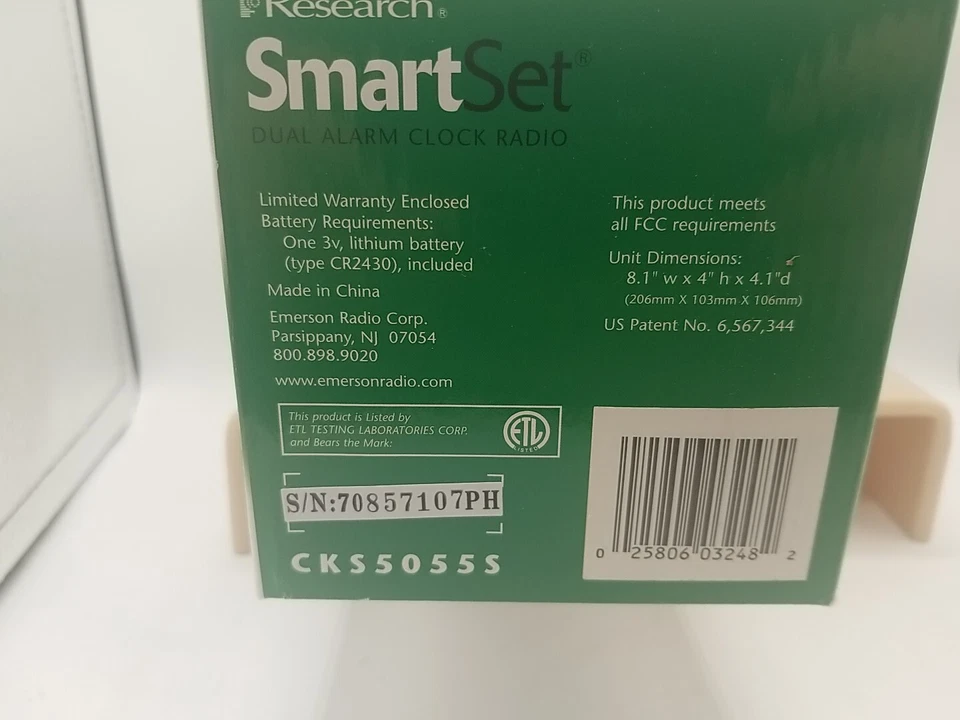 Research®
SmartSet®
DUAL ALARM CLOCK RADIO
Limited Warranty Enclosed
Battery Requirements:
One 3v, lithium battery
(type CR2430), included
Made in China
Emerson Radio Corp.
Parsippany, NJ 07054
800.898.9020
www.emersonradio.com
This product is Listed by
ETL TESTING LABORATORIES CORP.
and Bears the Mark:
ETL
LISTED
S/N:70857107PH
CKS5055S
This product meets
all FCC requirements
Unit Dimensions:
8.1" w x 4" h x 4.1"d
(206mm X 103mm X 106mm)
US Patent No. 6,567,344
0 25806 03248 2